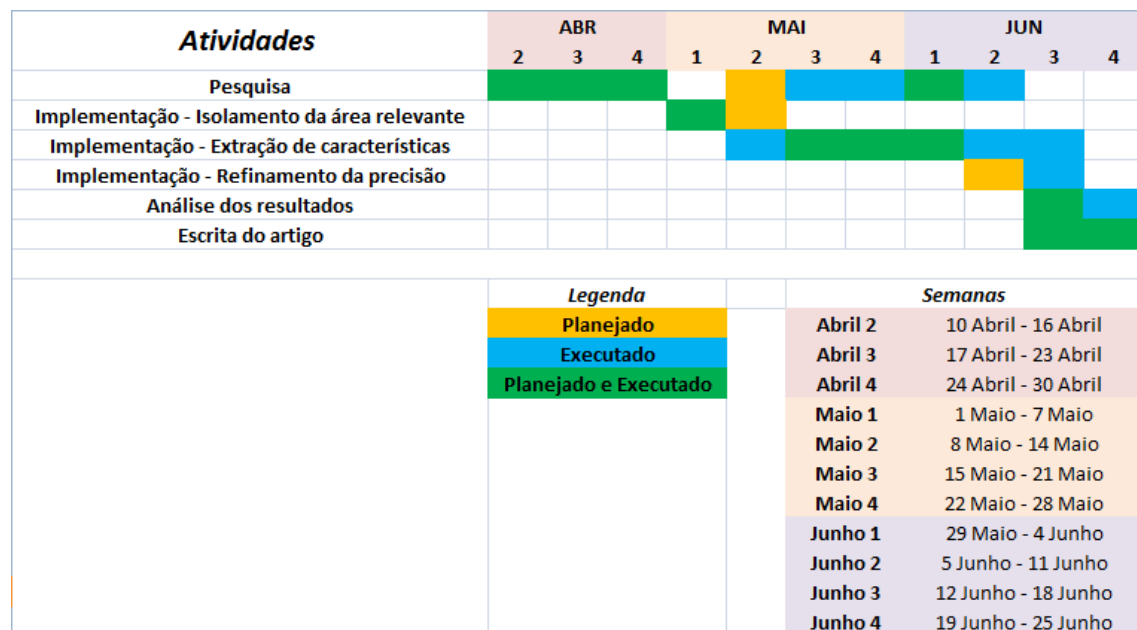 Atividades ABR MAI JUN
2 3 4 1 2 3 4 1 2 3 4
Pesquisa
Implementação - Isolamento da área relevante
Implementação - Extração de características
Implementação - Refinamento da precisão
Análise dos resultados
Escrita do artigo
Legenda Semanas
Planejado Abril 2 10 Abril - 16 Abril
Executado Abril 3 17 Abril - 23 Abril
Planejado e Executado Abril 4 24 Abril - 30 Abril
Maio 1 1 Maio - 7 Maio
Maio 2 8 Maio - 14 Maio
Maio 3 15 Maio - 21 Maio
Maio 4 22 Maio - 28 Maio
Junho 1 29 Maio - 4 Junho
Junho 2 5 Junho - 11 Junho
Junho 3 12 Junho - 18 Junho
Junho 4 19 Junho - 25 Junho